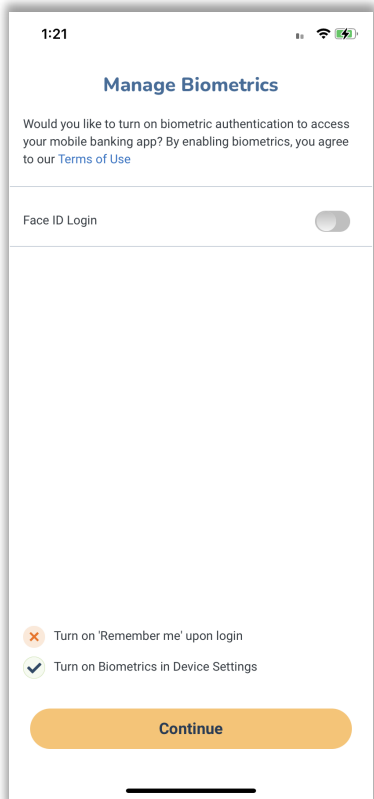 1:21
Manage Biometrics
Would you like to turn on biometric authentication to access
your mobile banking app? By enabling biometrics, you agree
to our Terms of Use
Face ID Login
Turn on 'Remember me' upon login
Turn on Biometrics in Device Settings
Continue